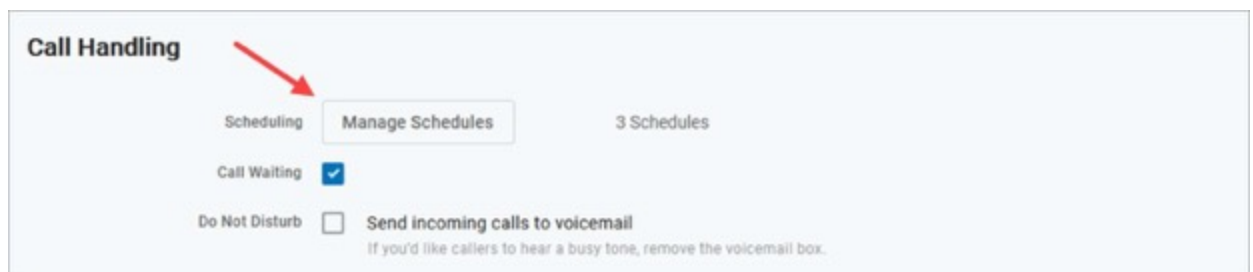 Call Handling
Scheduling Manage Schedules 3 Schedules
Call Waiting
Do Not Disturb Send incoming calls to voicemail
If you'd like callers to hear a busy tone, remove the voicemail box.